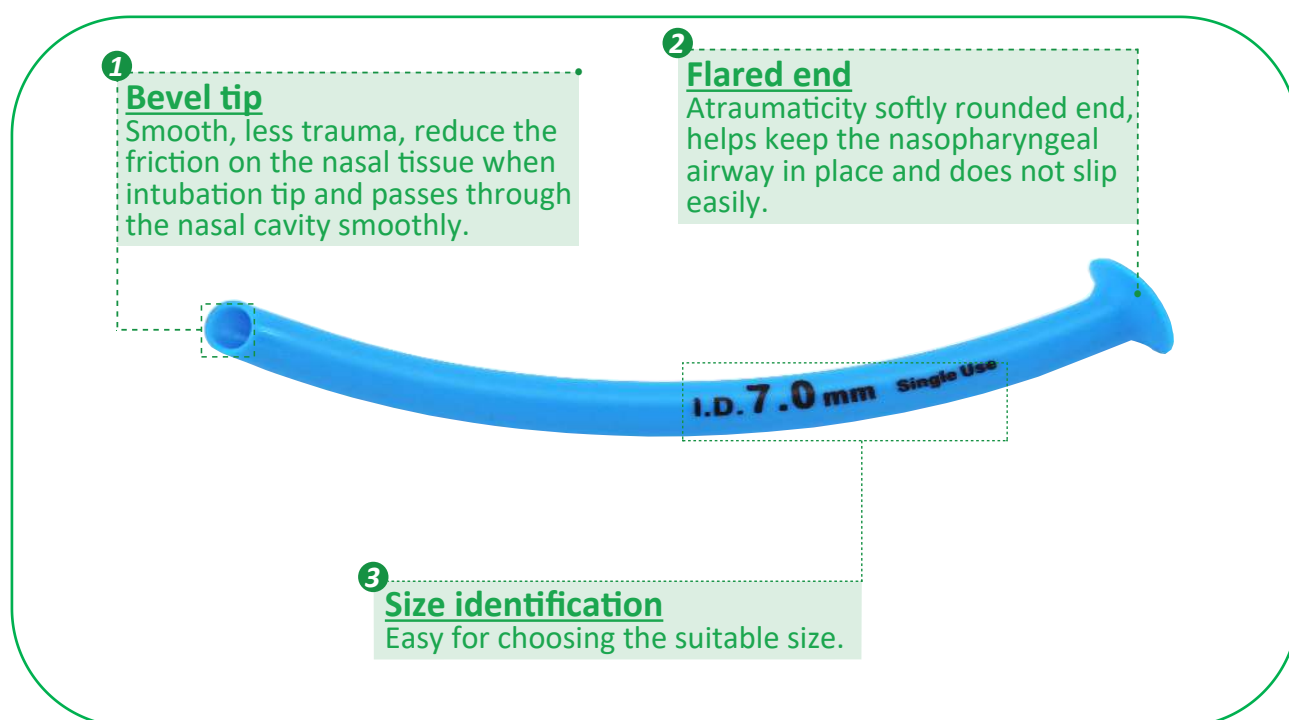 1
Bevel tip
Smooth, less trauma, reduce the
friction on the nasal tissue when
intubation tip and passes through
the nasal cavity smoothly.
2
Flared end
Atraumaticity softly rounded end,
helps keep the nasopharyngeal
airway in place and does not slip
easily.
I.D. 7.0 mm Single Use
3
Size identification
Easy for choosing the suitable size.